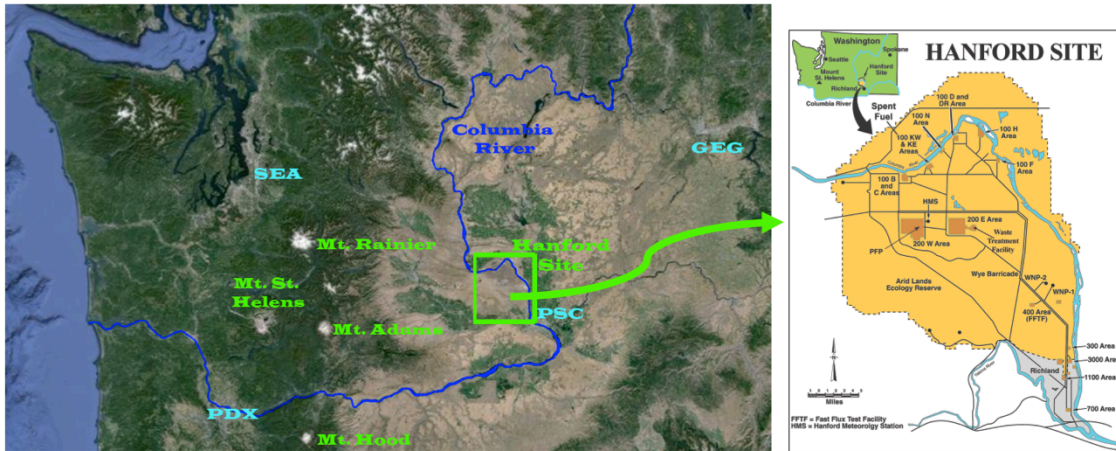 Columbia
River
GEG
SEA
Mt. Rainier
Hanford
Site
Mt. St.
Helens
PSC
Mt. Adams
PDX
Mt. Hood
HANFORD SITE
Washington
Spokane
Seattle
Mount
St. Helens
Hanford
Site
Richland
Columbia River
Spent
Fuel
100 D and
DR Area
100 N
Area
100 H
Area
100 KW
& KE
Areas
100 F
Area
100 B
and
C Areas
HMS
200 E Area
200 W Area
Waste
Treatment
Facility
PFP
Wye Barricade
WNP-2
WNP-1
Arid Lands
Ecology
Reserve
400 Area
(FFTF)
300 Area
3000 Area
Richland
1100 Area
700 Area
Yakima River
Miles
FFTF = Fast Flux Test Facility
HMS = Hanford Meteorolgy Station